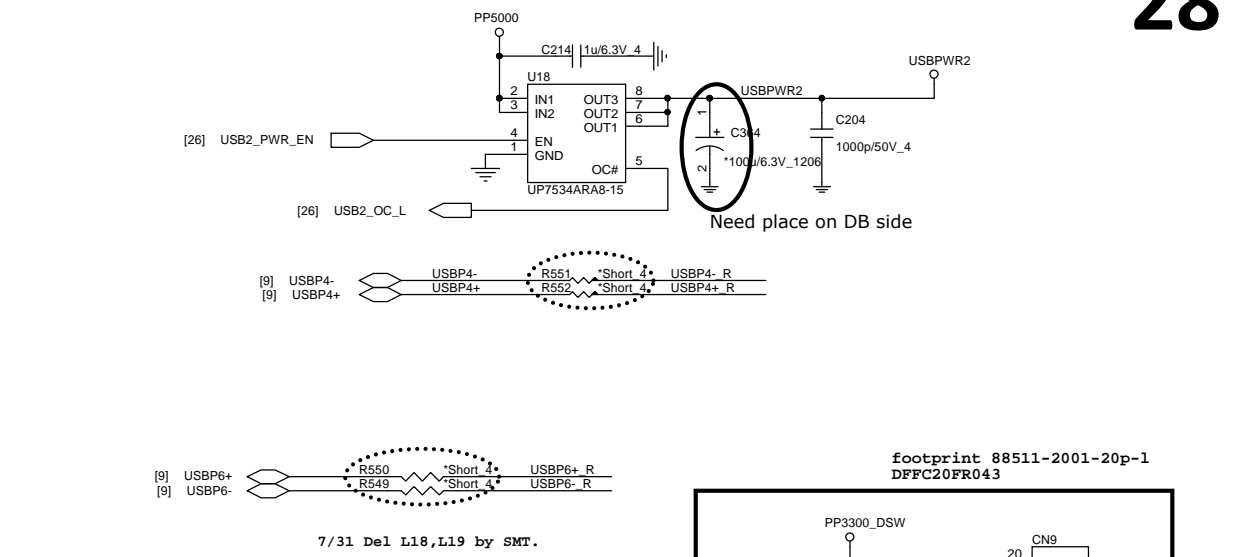 28
PP5000
C214 1u/6.3V_4
USBPWR2
U18
2 IN1 OUT3 8 USBPWR2
3 IN2 OUT2 7
OUT1 6
1 + C364 C204
[26] USB2_PWR_EN 4 EN
1 GND 1000p/50V_4
OC# 5 2 *100u/6.3V_1206
UP7534ARA8-15
[26] USB2_OC_L
Need place on DB side
[9] USBP4- USBP4- R551 *Short_4 USBP4-_R
[9] USBP4+ USBP4+ R552 *Short_4 USBP4+_R
footprint 88511-2001-20p-l
DFFC20FR043
[9] USBP6+ R550 *Short_4 USBP6+_R
[9] USBP6- R549 *Short_4 USBP6-_R
PP3300_DSW
7/31 Del L18,L19 by SMT.
CN9
20